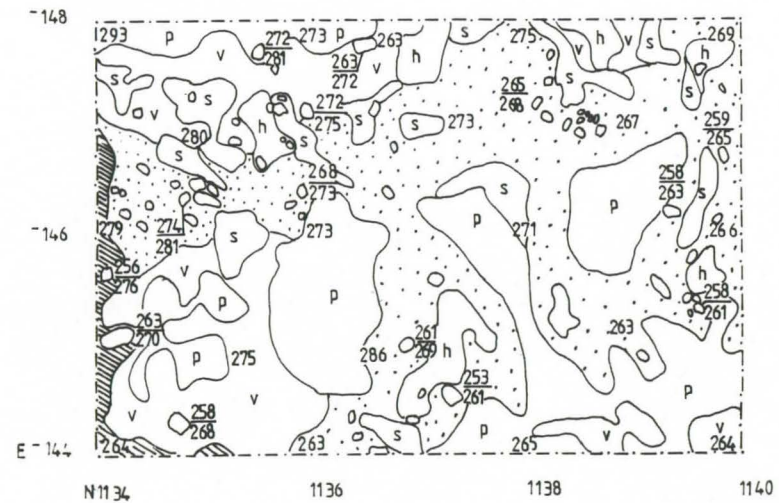 -148 293 p v 272 273 p 263 s 275 v h v s 269
281 263 v h h
272
s s 265 s s
v 272 268 267 259
280 h 275 s s 273 265
s s
268 258
273 s p 263 s
279 274 s 273 p 271 266
-146 281
256 v h
276 p p 258
261
263 261 263
270 269 h
p 275 286
v 253 p
v 258 261
268 s p v v
E -144 264 263 265 264
N1134 1136 1138 1140